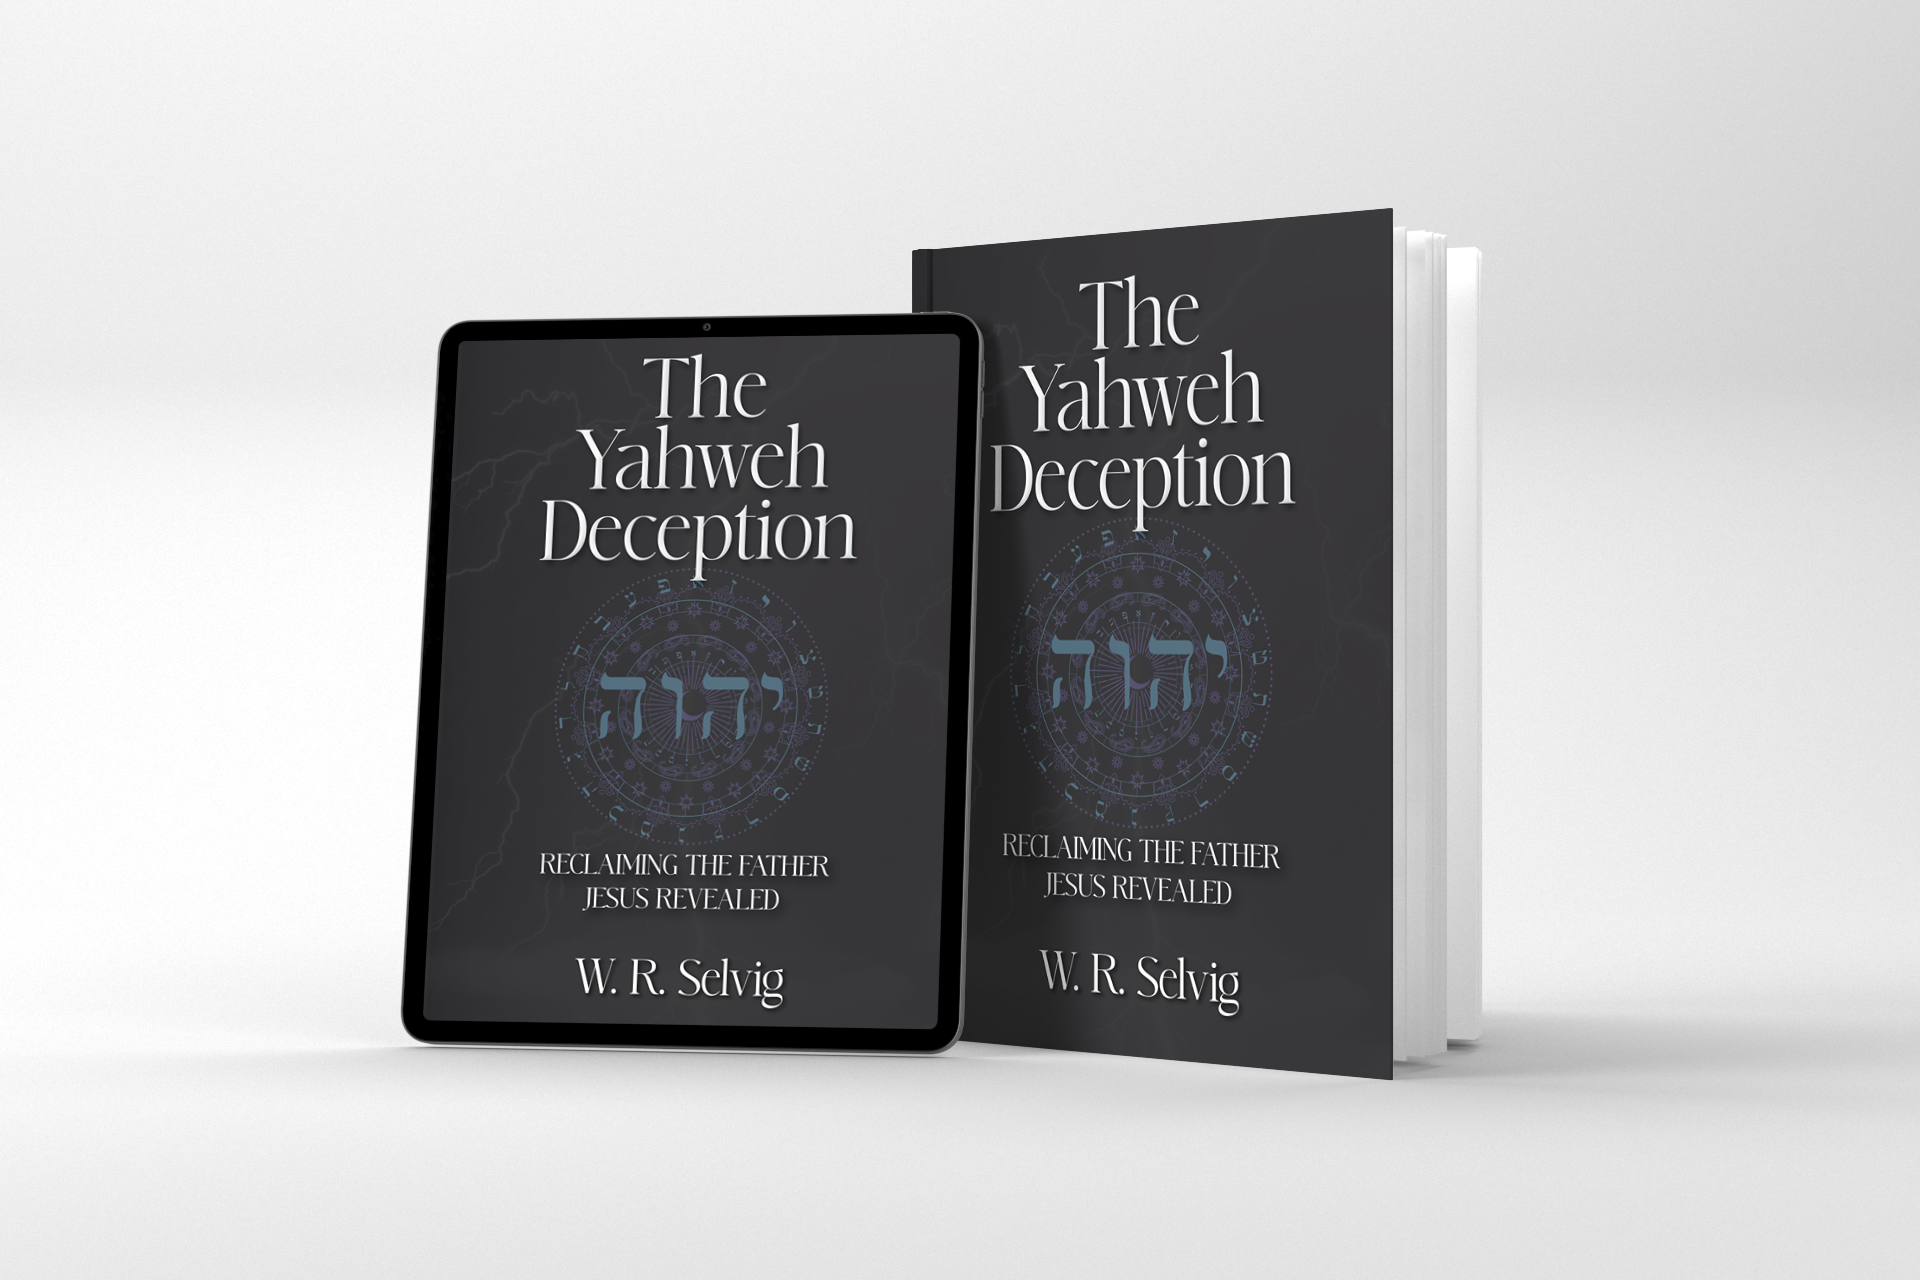 The
Yahweh
Deception
יהוה
RECLAIMING THE FATHER
JESUS REVEALED
W. R. Selvig
The
Yahweh
Deception
יהוה
RECLAIMING THE FATHER
JESUS REVEALED
W. R. Selvig